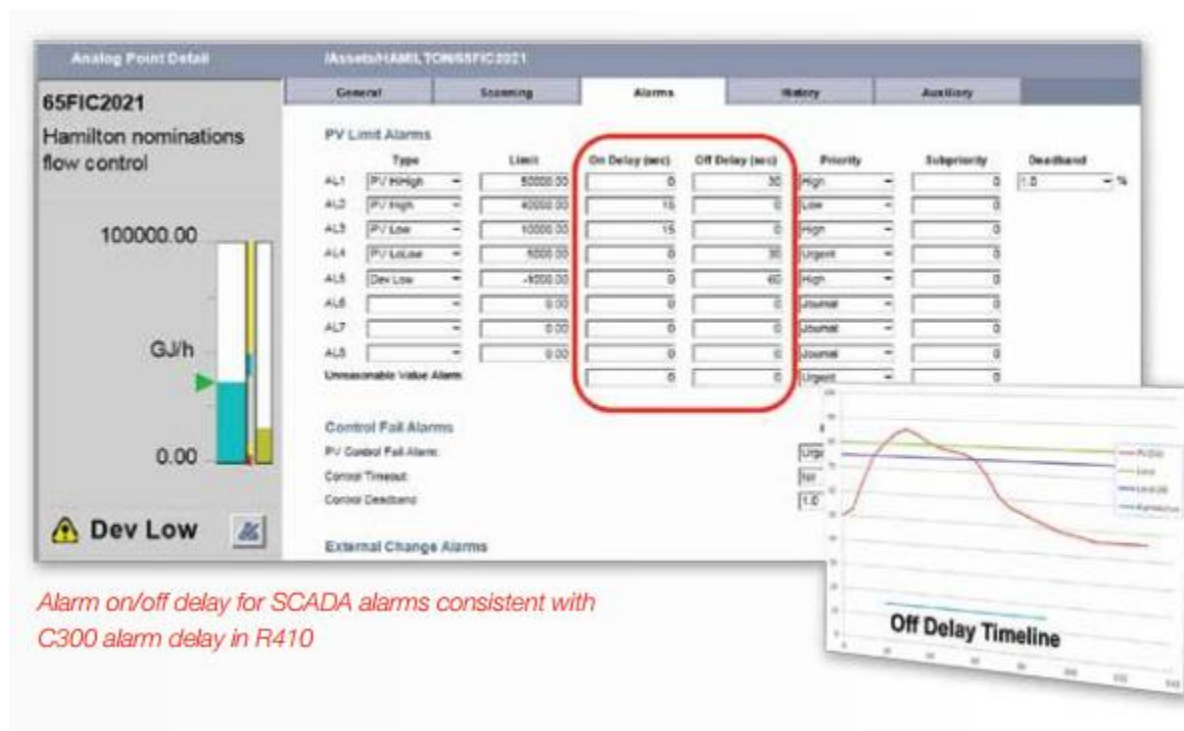 Analog Point Detail /Assets/HAMILTON/65FIC2021
65FIC2021
Hamilton nominations
flow control
100000.00
GJ/h
0.00
Dev Low
General Scanning Alarms History Auxiliary
PV Limit Alarms
Type Limit On Delay (sec) Off Delay (sec) Priority Subpriority Deadband
AL1 PV HiHigh 50000.00 0 30 High 0 1.0 %
AL2 PV High 40000.00 15 0 Low 0
AL3 PV Low 10000.00 15 0 High 0
AL4 PV LoLow 5000.00 0 30 Urgent 0
AL5 Dev Low -1000.00 0 60 High 0
AL6 0.00 0 0 Journal 0
AL7 0.00 0 0 Journal 0
AL8 0.00 0 0 Journal 0
Unreasonable Value Alarm: 0 0 Urgent 0
Control Fail Alarms
PV Control Fail Alarm:
Control Timeout:
Control Deadband: 1.0
External Change Alarms
Off Delay Timeline
Alarm on/off delay for SCADA alarms consistent with
C300 alarm delay in R410